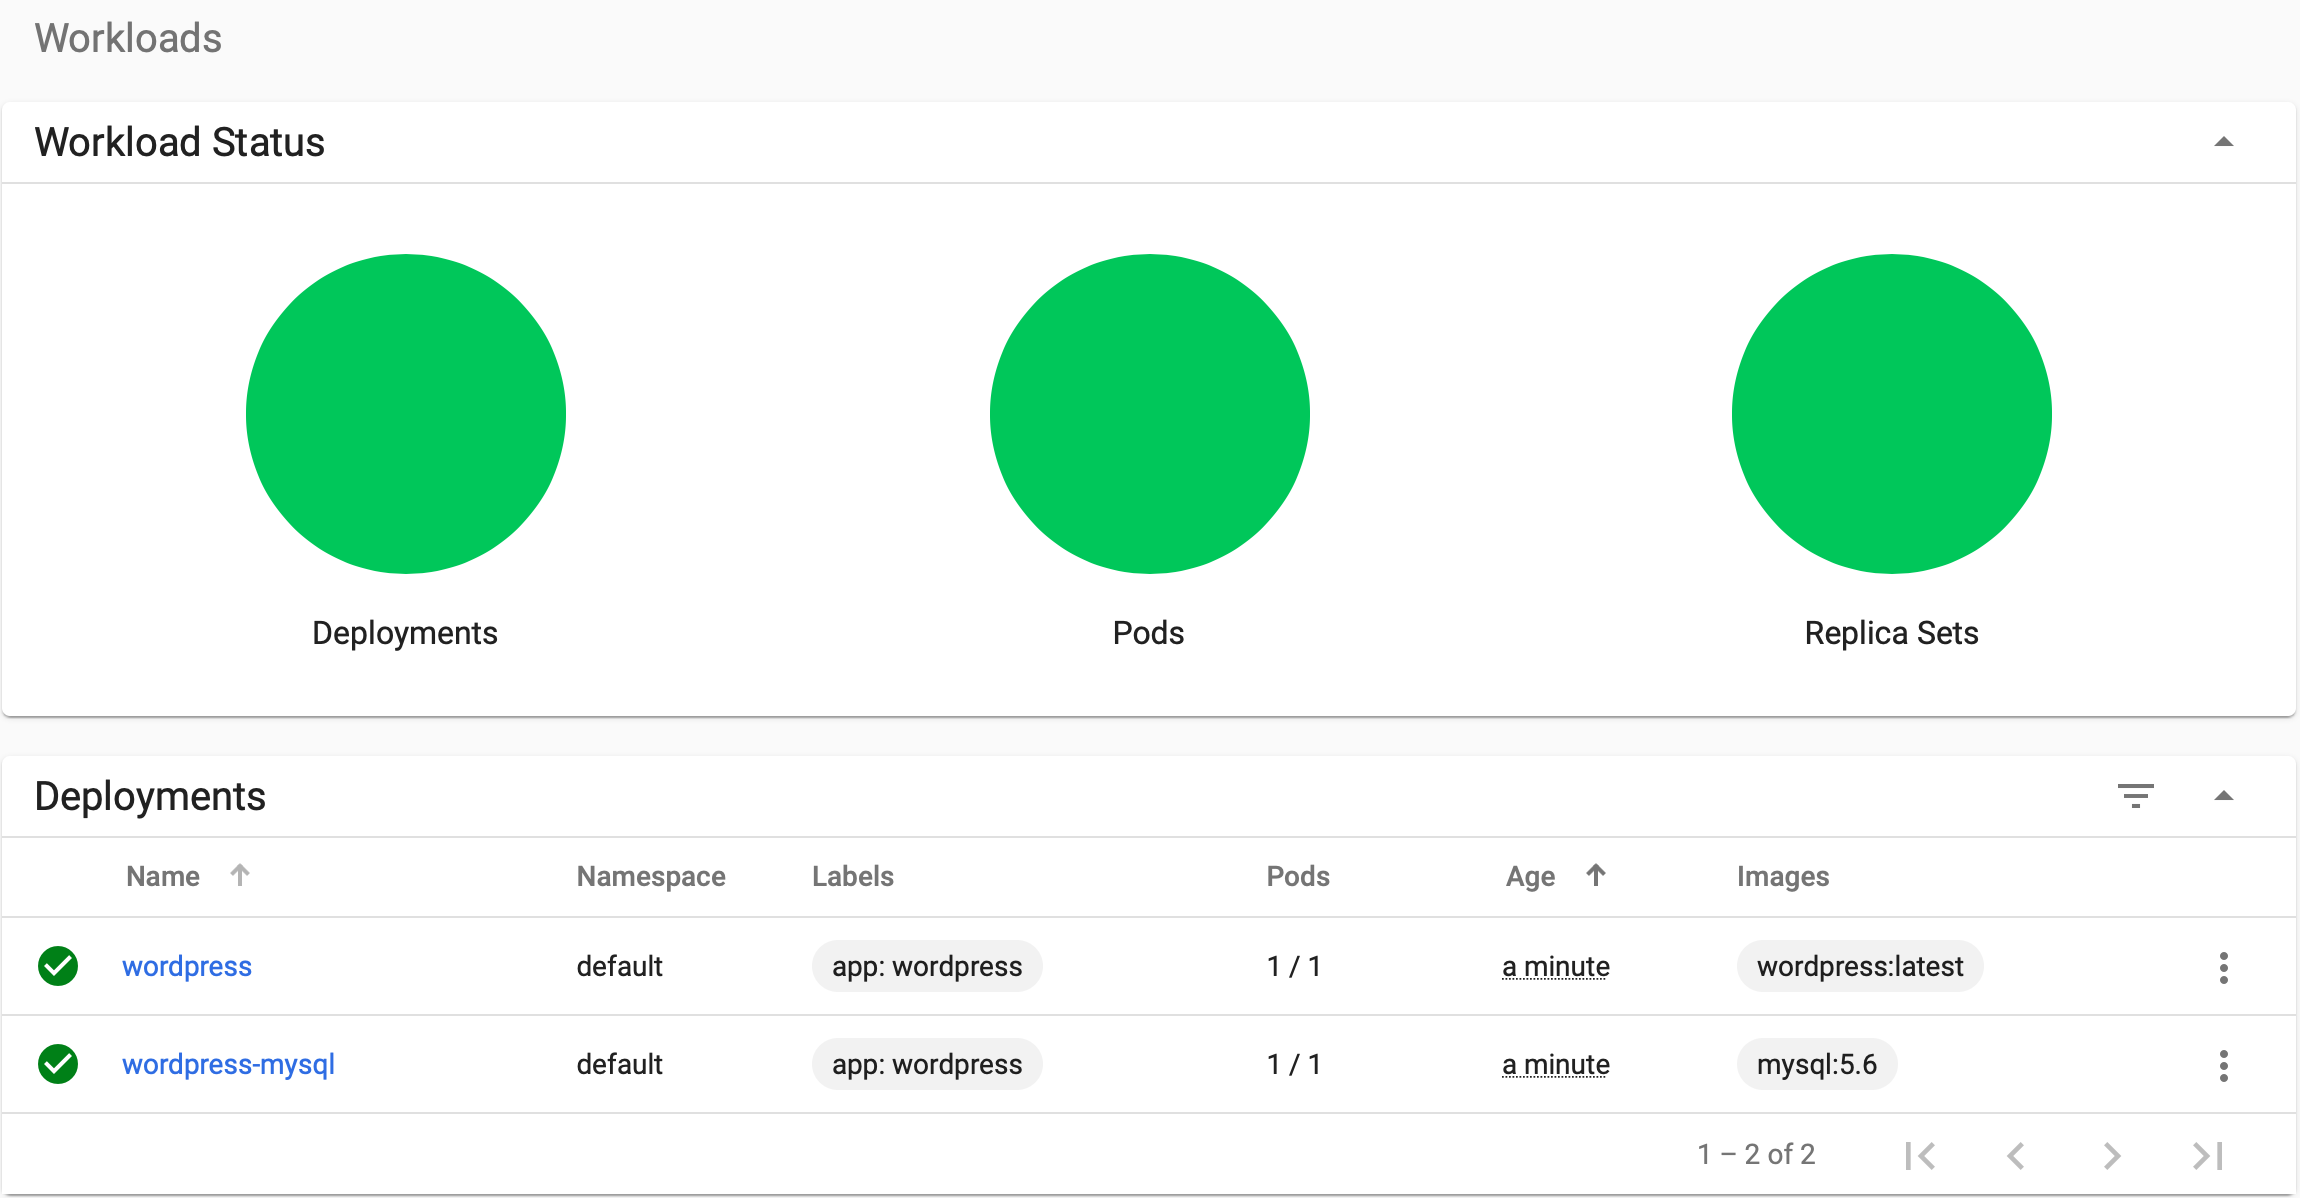 Workloads
Workload Status
Deployments Pods Replica Sets
Deployments
Name Namespace Labels Pods Age Images
wordpress default app: wordpress 1 / 1 a minute wordpress:latest
wordpress-mysql default app: wordpress 1 / 1 a minute mysql:5.6
1 – 2 of 2